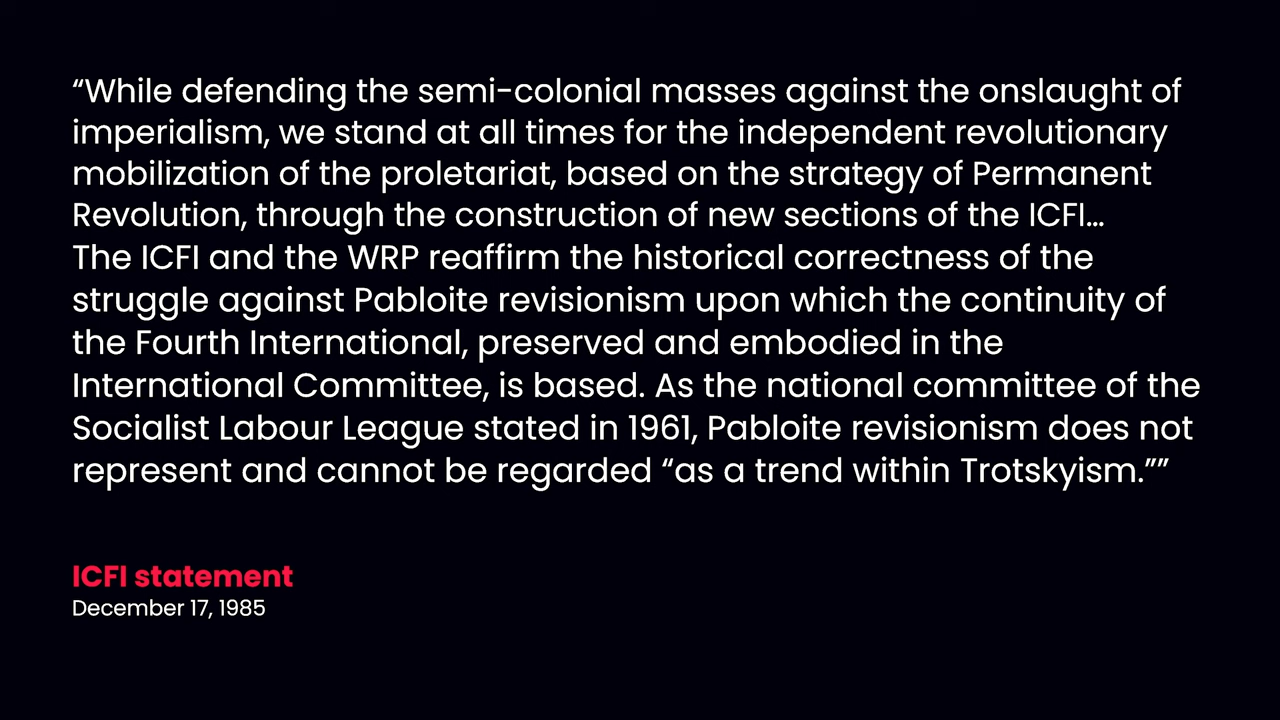 “While defending the semi-colonial masses against the onslaught of
imperialism, we stand at all times for the independent revolutionary
mobilization of the proletariat, based on the strategy of Permanent
Revolution, through the construction of new sections of the ICFI…
The ICFI and the WRP reaffirm the historical correctness of the
struggle against Pabloite revisionism upon which the continuity of
the Fourth International, preserved and embodied in the
International Committee, is based. As the national committee of the
Socialist Labour League stated in 1961, Pabloite revisionism does not
represent and cannot be regarded “as a trend within Trotskyism.””
ICFI statement
December 17, 1985